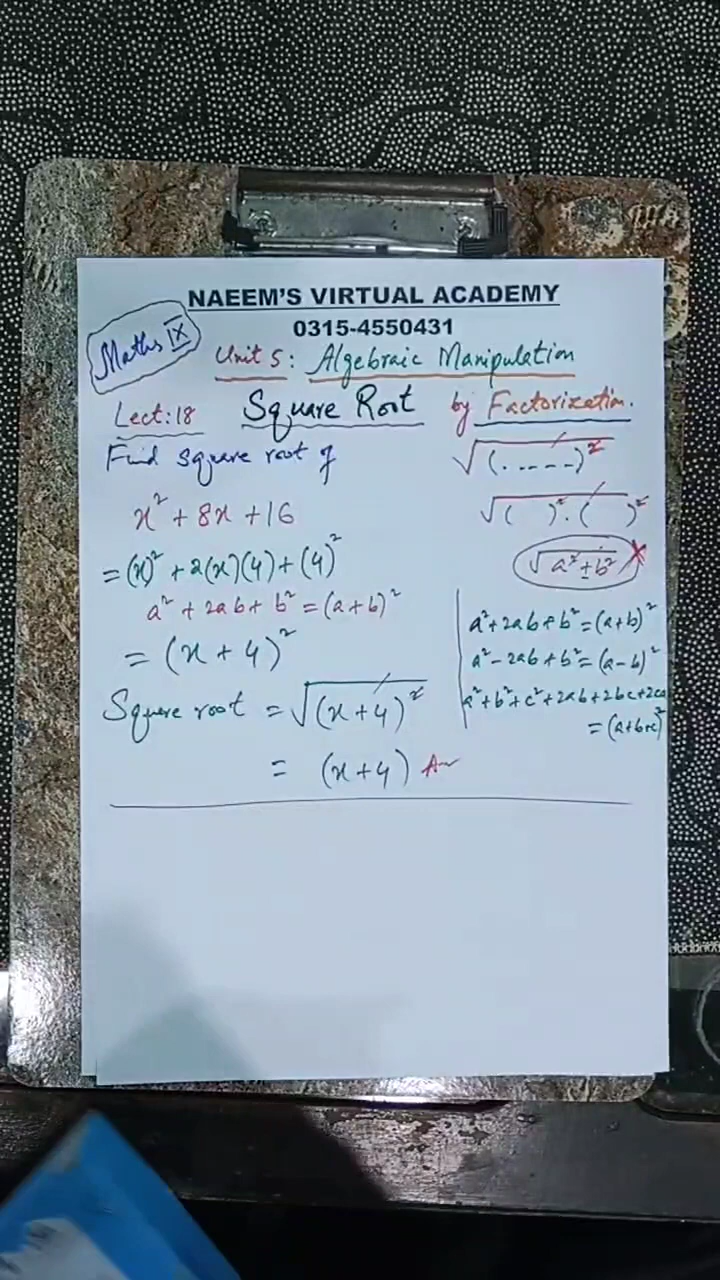 NAEEM'S VIRTUAL ACADEMY
0315-4550431
Maths IX
Unit 5: Algebraic Manipulation
Lect:18 Square Root by Factorization.
Find square root of
√(.....)²
x² + 8x + 16
√( )².( )²
= (x)² + 2(x)(4) + (4)²
√a²±b² ×
a² + 2ab + b² = (a+b)²
= (x + 4)²
a²+2ab+b²=(a+b)²
a²-2ab+b²=(a-b)²
a²+b²+c²+2ab+2bc+2ca
=(a+b+c)²
Square root = √(x+4)²
= (x+4) Ans